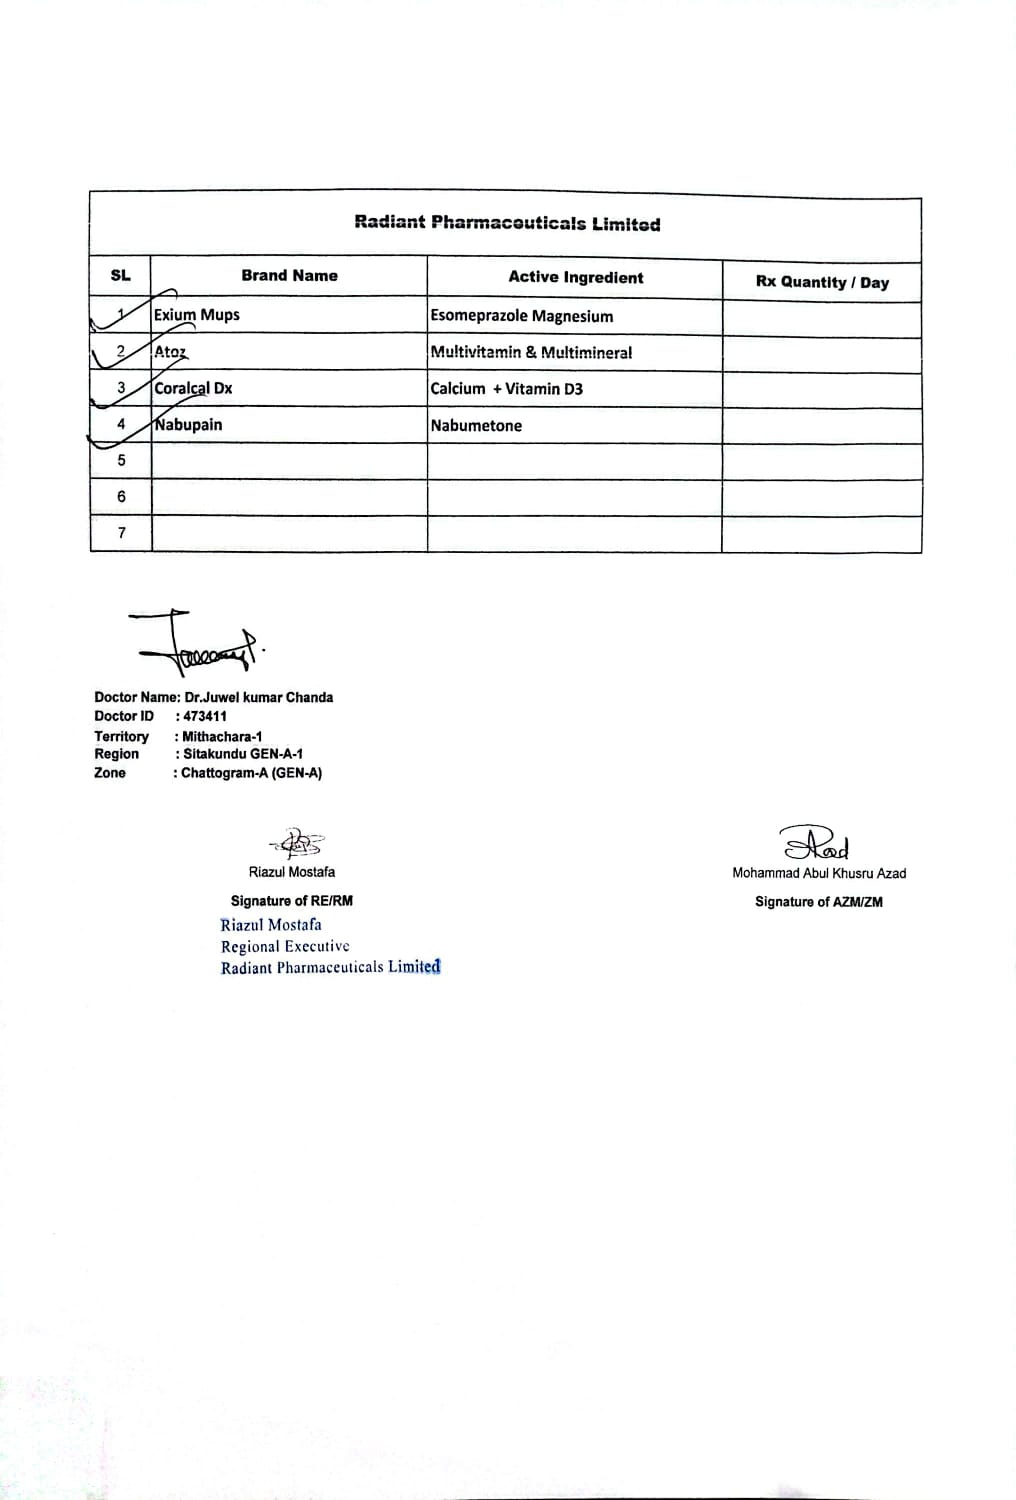 Radiant Pharmaceuticals Limited
SL Brand Name Active Ingredient Rx Quantity / Day
1 Exium Mups Esomeprazole Magnesium
2 Atoz Multivitamin & Multimineral
3 Coralcal Dx Calcium + Vitamin D3
4 Nabupain Nabumetone
5
6
7
Doctor Name: Dr.Juwel kumar Chanda
Doctor ID : 473411
Territory : Mithachara-1
Region : Sitakundu GEN-A-1
Zone : Chattogram-A (GEN-A)
Azad
Riazul Mostafa Mohammad Abul Khusru Azad
Signature of RE/RM Signature of AZM/ZM
Riazul Mostafa
Regional Executive
Radiant Pharmaceuticals Limited